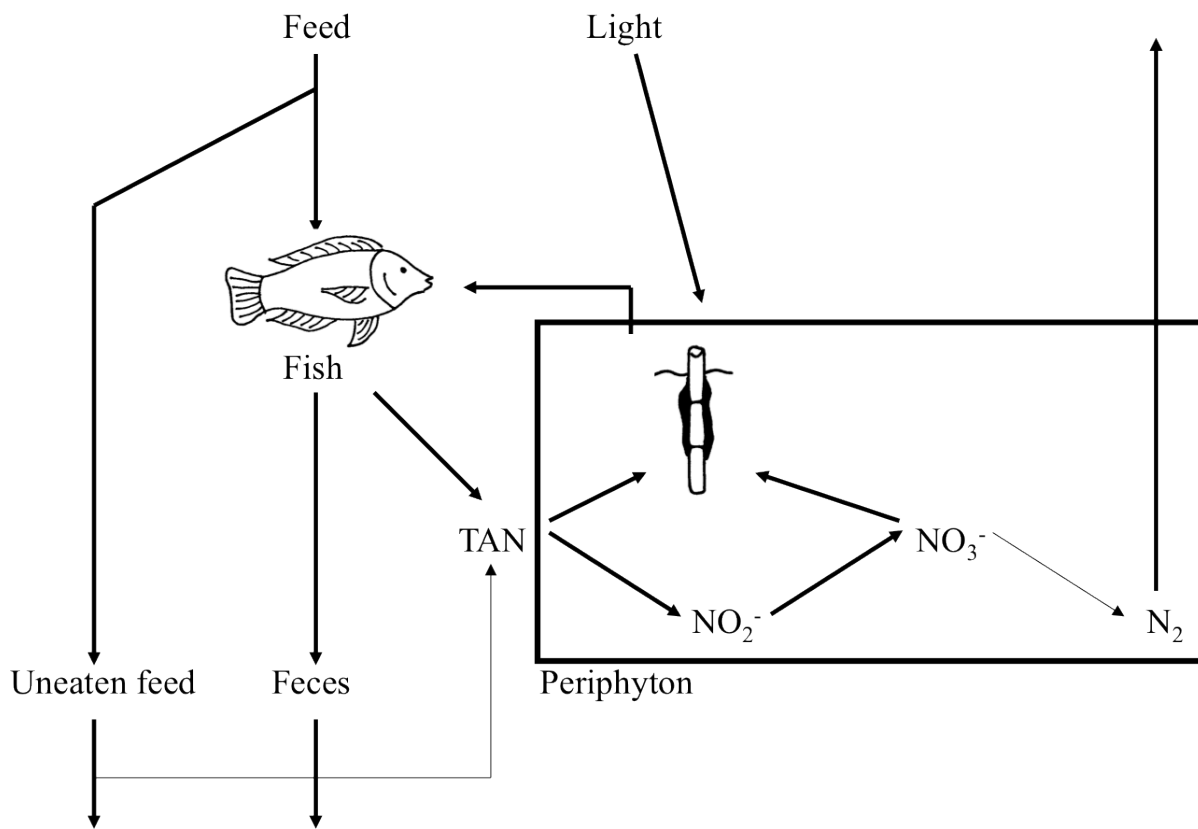 Feed
Light
Fish
TAN
NO₃⁻
NO₂⁻
N₂
Uneaten feed
Feces
Periphyton